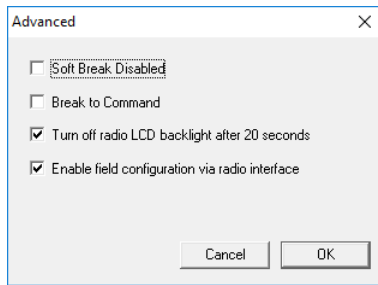 Advanced
Soft Break Disabled
Break to Command
Turn off radio LCD backlight after 20 seconds
Enable field configuration via radio interface
Cancel OK